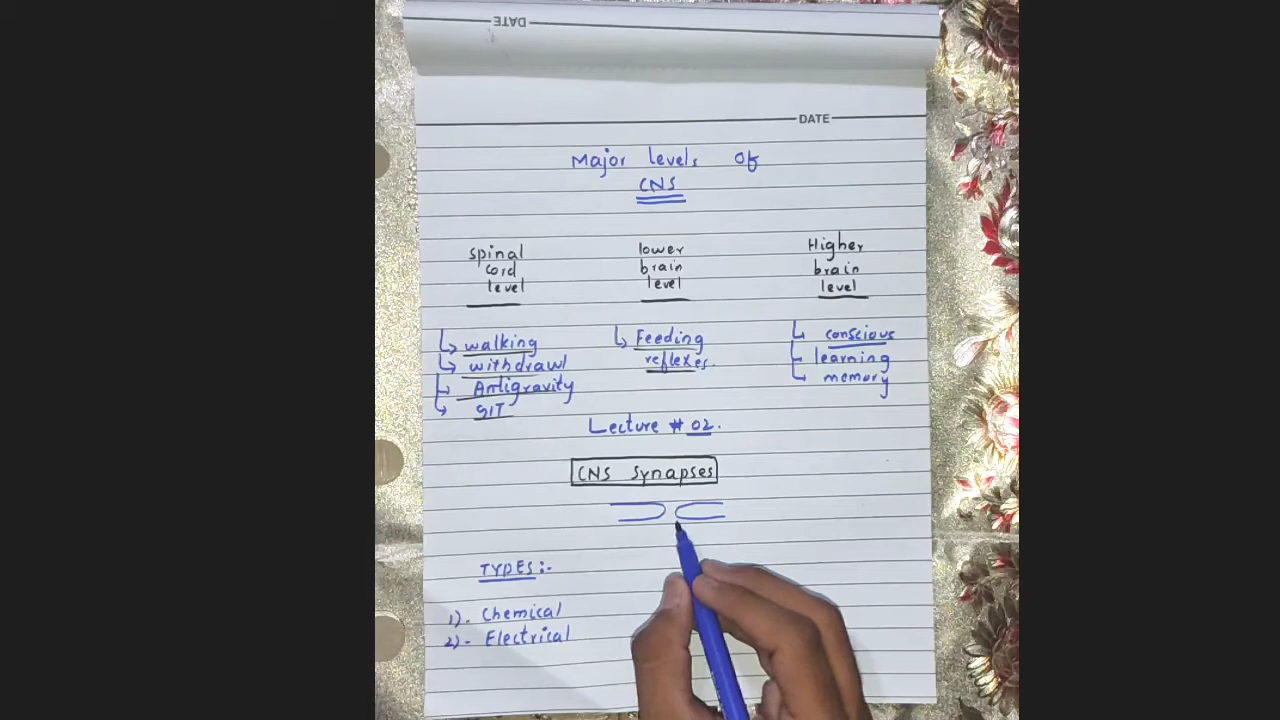 DATE
DATE
Major levels of
CNS
spinal
cord
level
lower
brain
level
Higher
brain
level
walking
withdrawl
Antigravity
GIT
Feeding
reflexes.
conscious
learning
memory
Lecture # 02.
CNS Synapses
TYPES:-
1). Chemical
2). Electrical